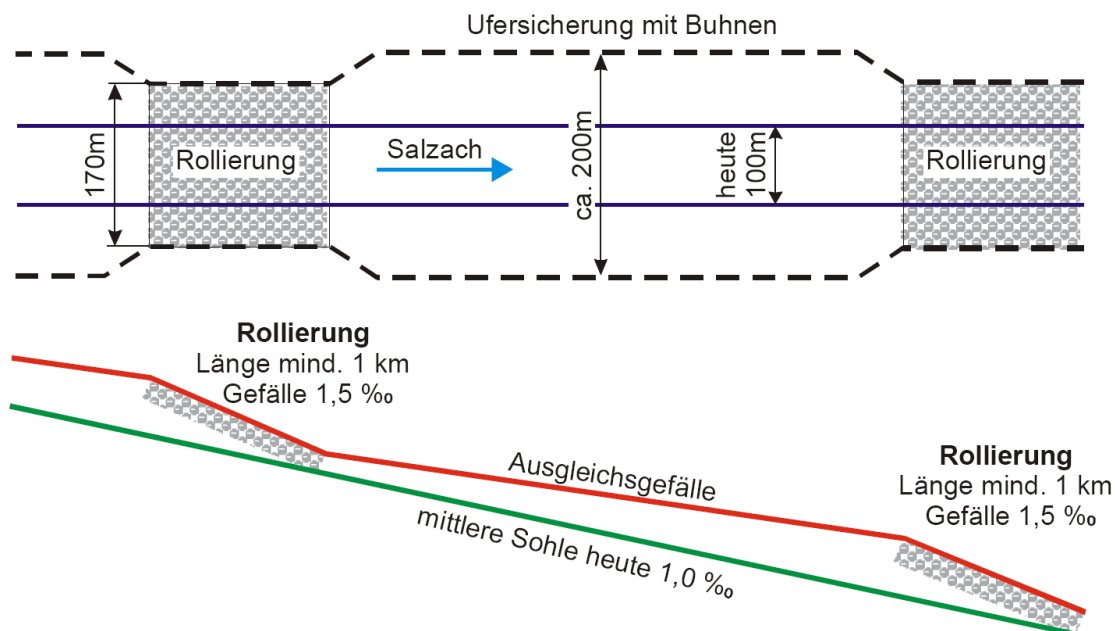 Ufersicherung mit Buhnen
170m
Rollierung
Salzach
ca. 200m
heute
100m
Rollierung
Rollierung
Länge mind. 1 km
Gefälle 1,5 ‰
Ausgleichsgefälle
mittlere Sohle heute 1,0 ‰
Rollierung
Länge mind. 1 km
Gefälle 1,5 ‰